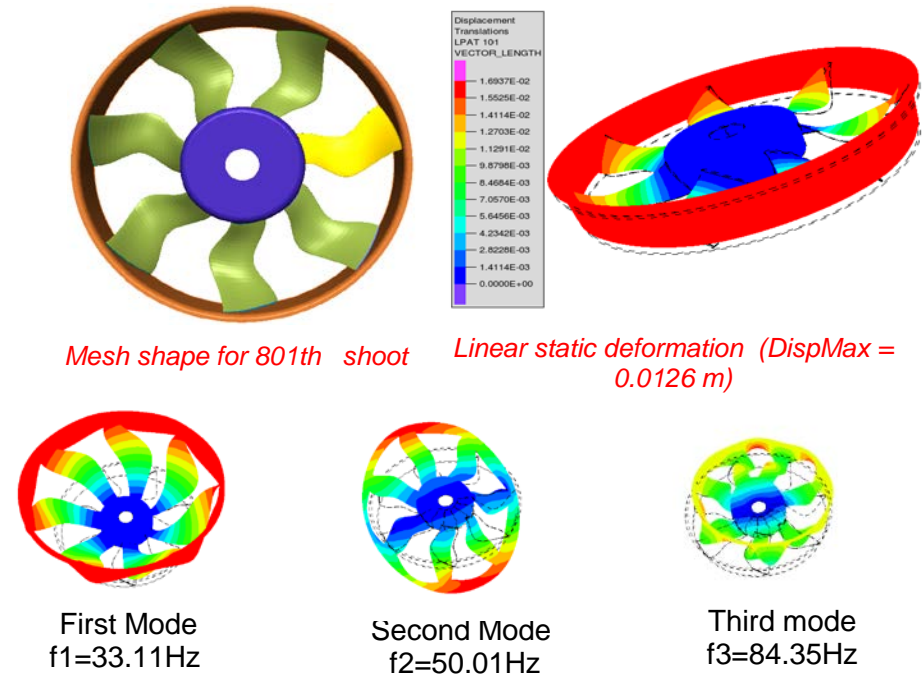 Displacement
Translations
LPAT 101
VECTOR_LENGTH
1.6937E-02
1.5525E-02
1.4114E-02
1.2703E-02
1.1291E-02
9.8798E-03
8.4684E-03
7.0570E-03
5.6456E-03
4.2342E-03
2.8228E-03
1.4114E-03
0.0000E+00
Mesh shape for 801th shoot
Linear static deformation (DispMax =
0.0126 m)
First Mode
f1=33.11Hz
Second Mode
f2=50.01Hz
Third mode
f3=84.35Hz